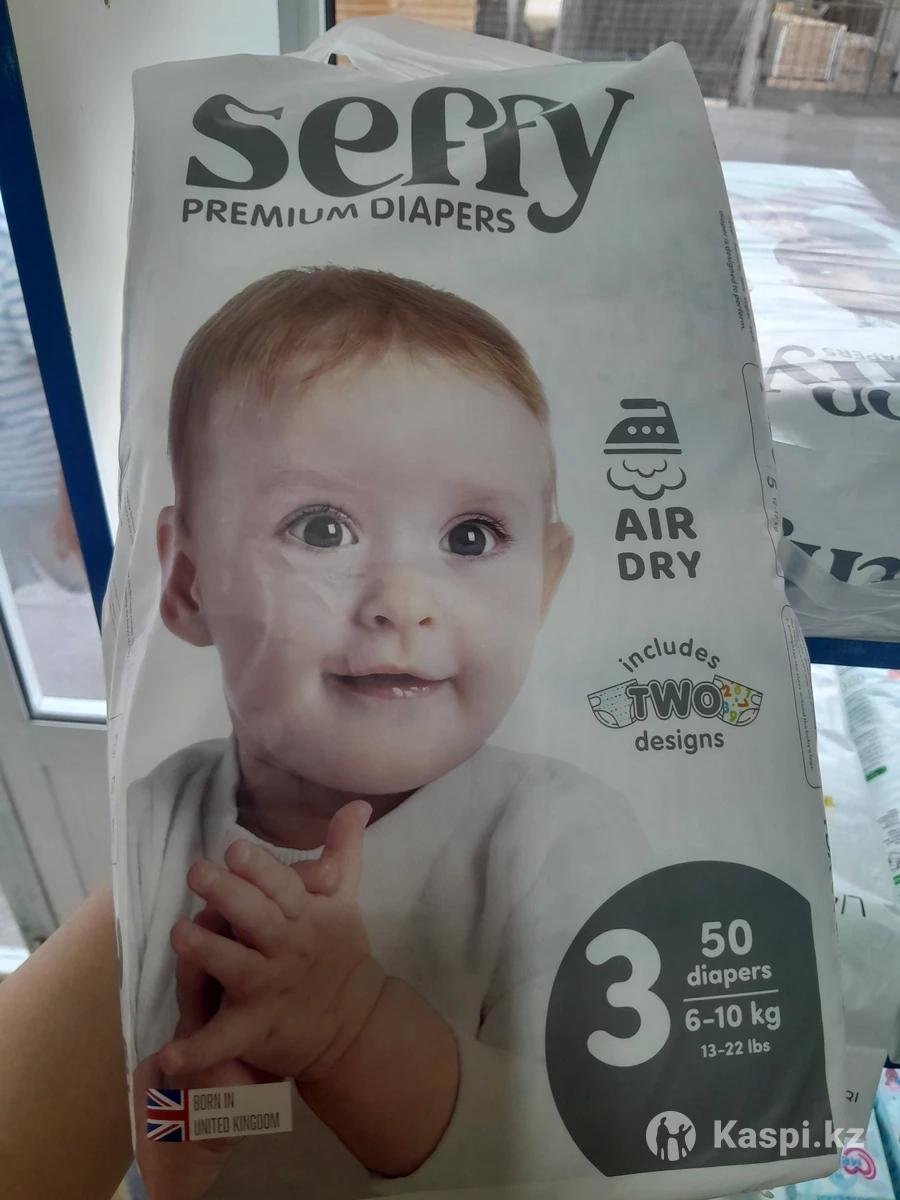 seffy
PREMIUM DIAPERS
AIR
DRY
includes
TWO
designs
3
50
diapers
6-10 kg
13-22 lbs
BORN IN
UNITED KINGDOM
Kaspi.kz